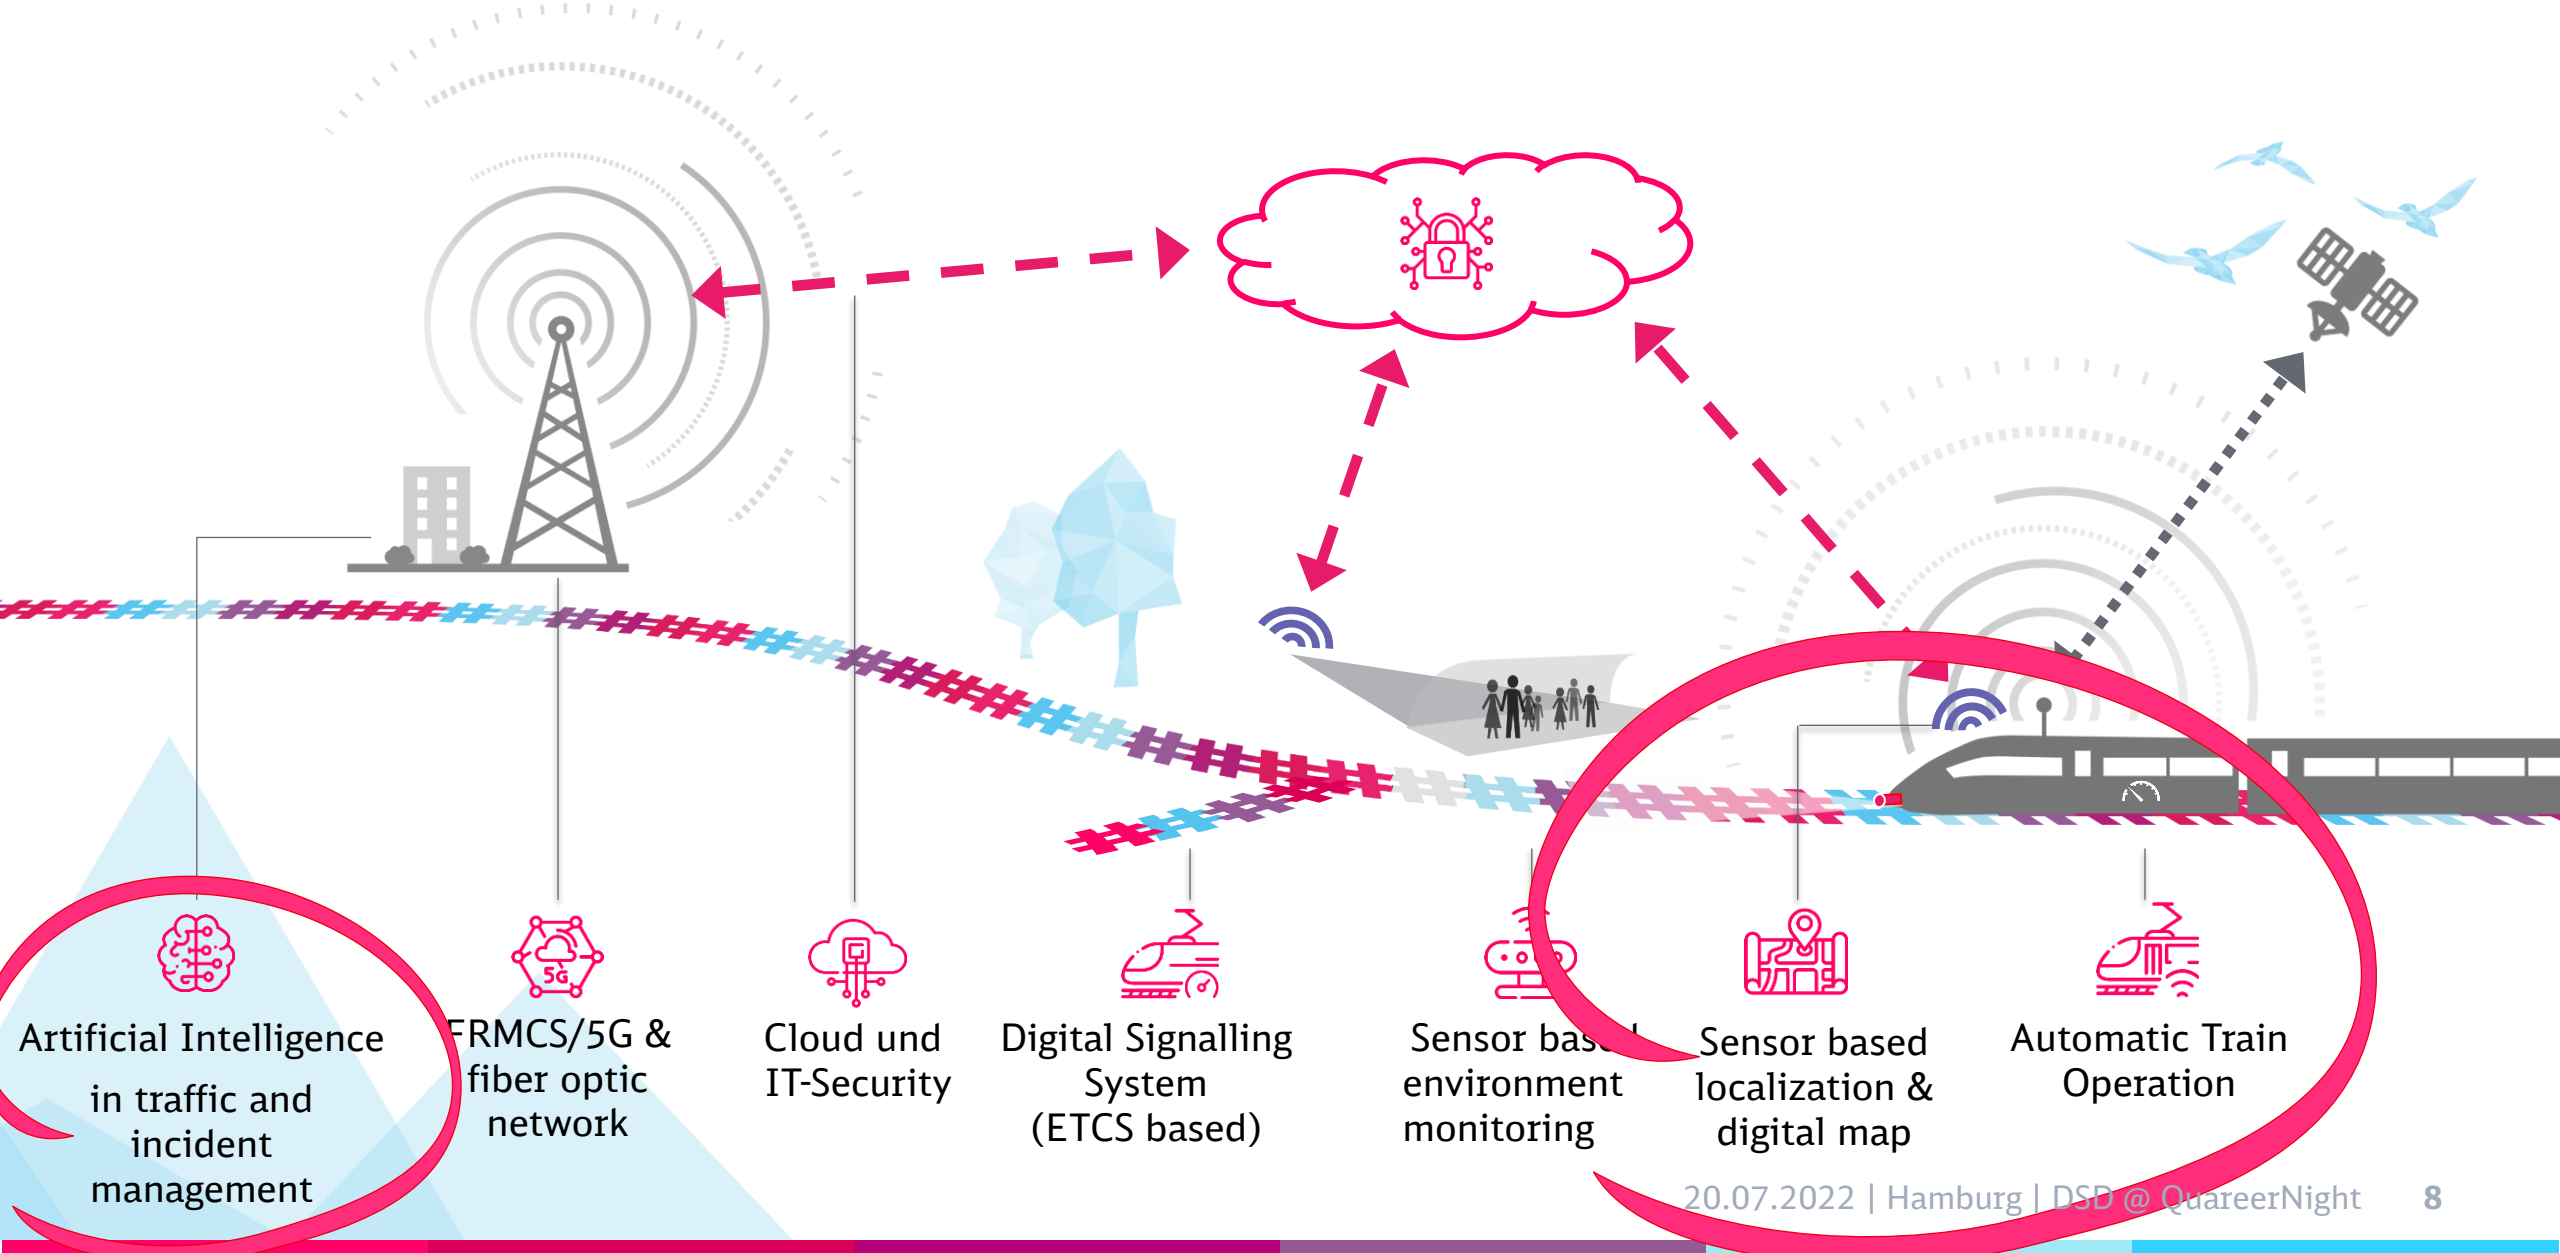 Artificial Intelligence
in traffic and
incident
management
FRMCS/5G &
fiber optic
network
5G
Cloud und
IT-Security
Digital Signalling
System
(ETCS based)
Sensor based
environment
monitoring
Sensor based
localization &
digital map
Automatic Train
Operation
20.07.2022 | Hamburg | DSD @ QuareerNight 8